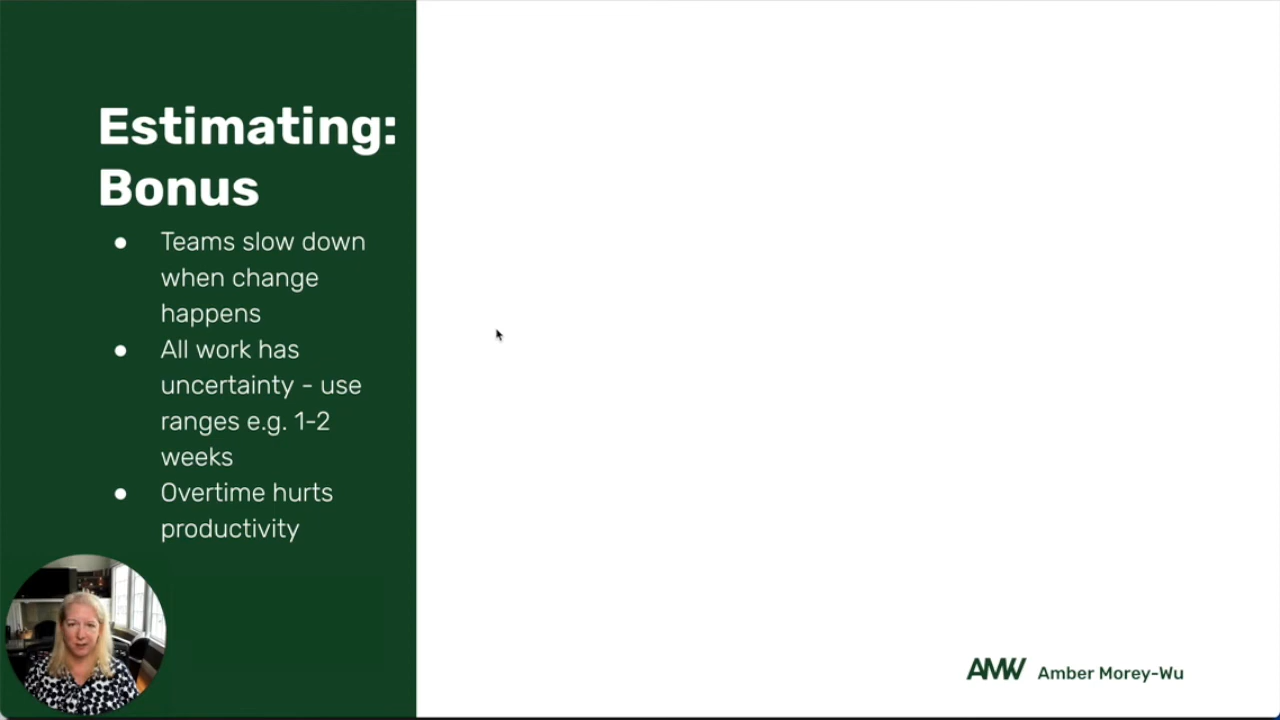 Estimating:
Bonus
● Teams slow down
when change
happens
● All work has
uncertainty - use
ranges e.g. 1-2
weeks
● Overtime hurts
productivity
AMW Amber Morey-Wu